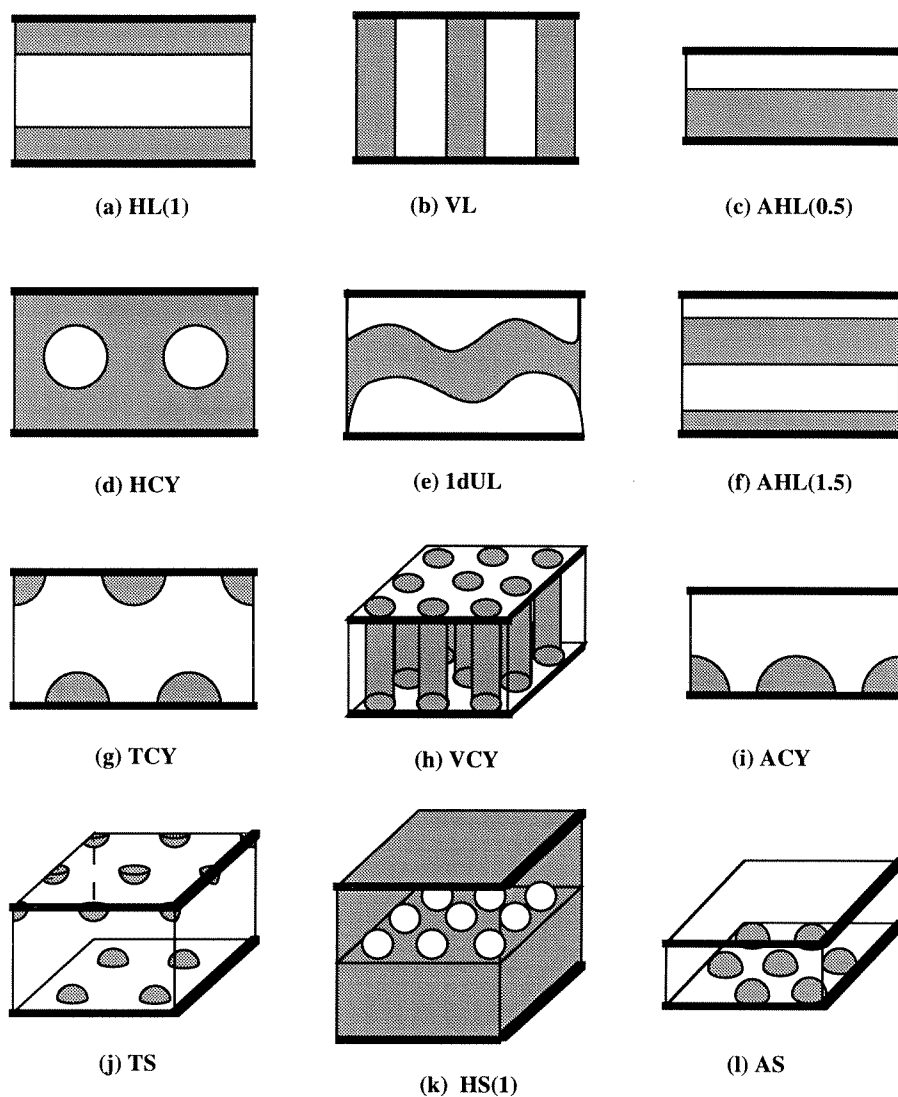 (a) HL(1)
(b) VL
(c) AHL(0.5)
(d) HCY
(e) 1dUL
(f) AHL(1.5)
(g) TCY
(h) VCY
(i) ACY
(j) TS
(k) HS(1)
(l) AS